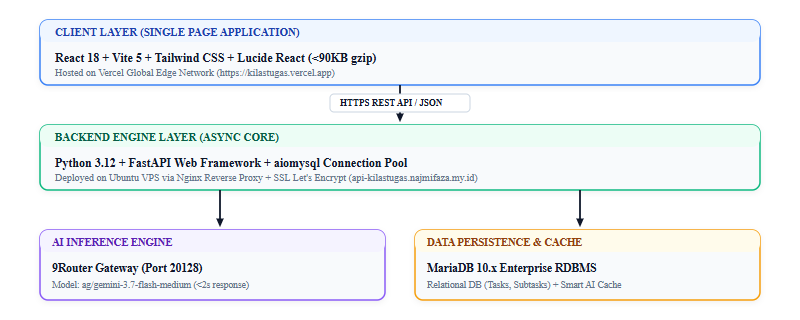 CLIENT LAYER (SINGLE PAGE APPLICATION)
React 18 + Vite 5 + Tailwind CSS + Lucide React (<90KB gzip)
Hosted on Vercel Global Edge Network (https://kilastugas.vercel.app)
HTTPS REST API / JSON
BACKEND ENGINE LAYER (ASYNC CORE)
Python 3.12 + FastAPI Web Framework + aiomysql Connection Pool
Deployed on Ubuntu VPS via Nginx Reverse Proxy + SSL Let's Encrypt (api-kilastugas.najmifaza.my.id)
AI INFERENCE ENGINE
9Router Gateway (Port 20128)
Model: ag/gemini-3.7-flash-medium (<2s response)
DATA PERSISTENCE & CACHE
MariaDB 10.x Enterprise RDBMS
Relational DB (Tasks, Subtasks) + Smart AI Cache